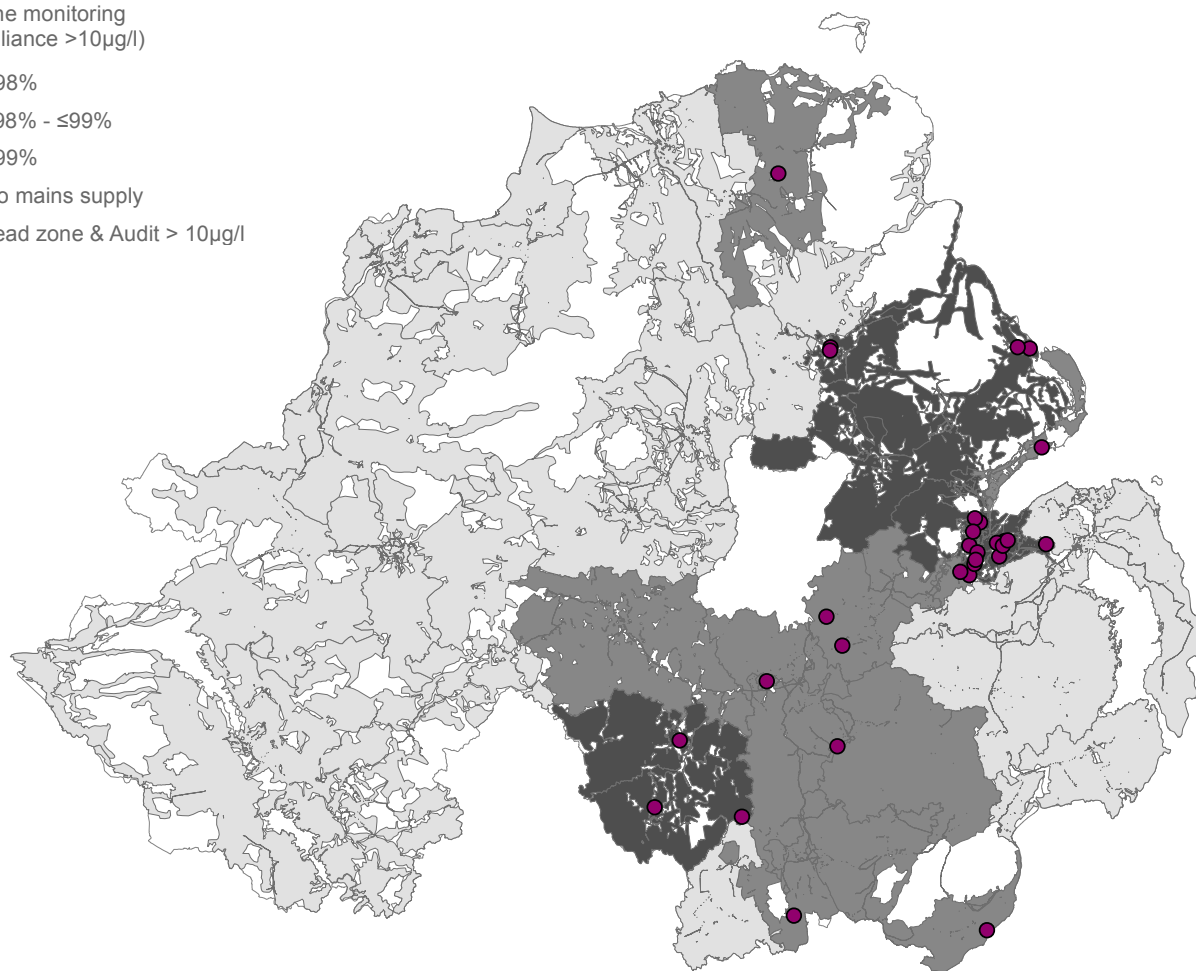 ne monitoring
liance >10µg/l)
98%
98% - ≤99%
99%
o mains supply
ead zone & Audit > 10µg/l